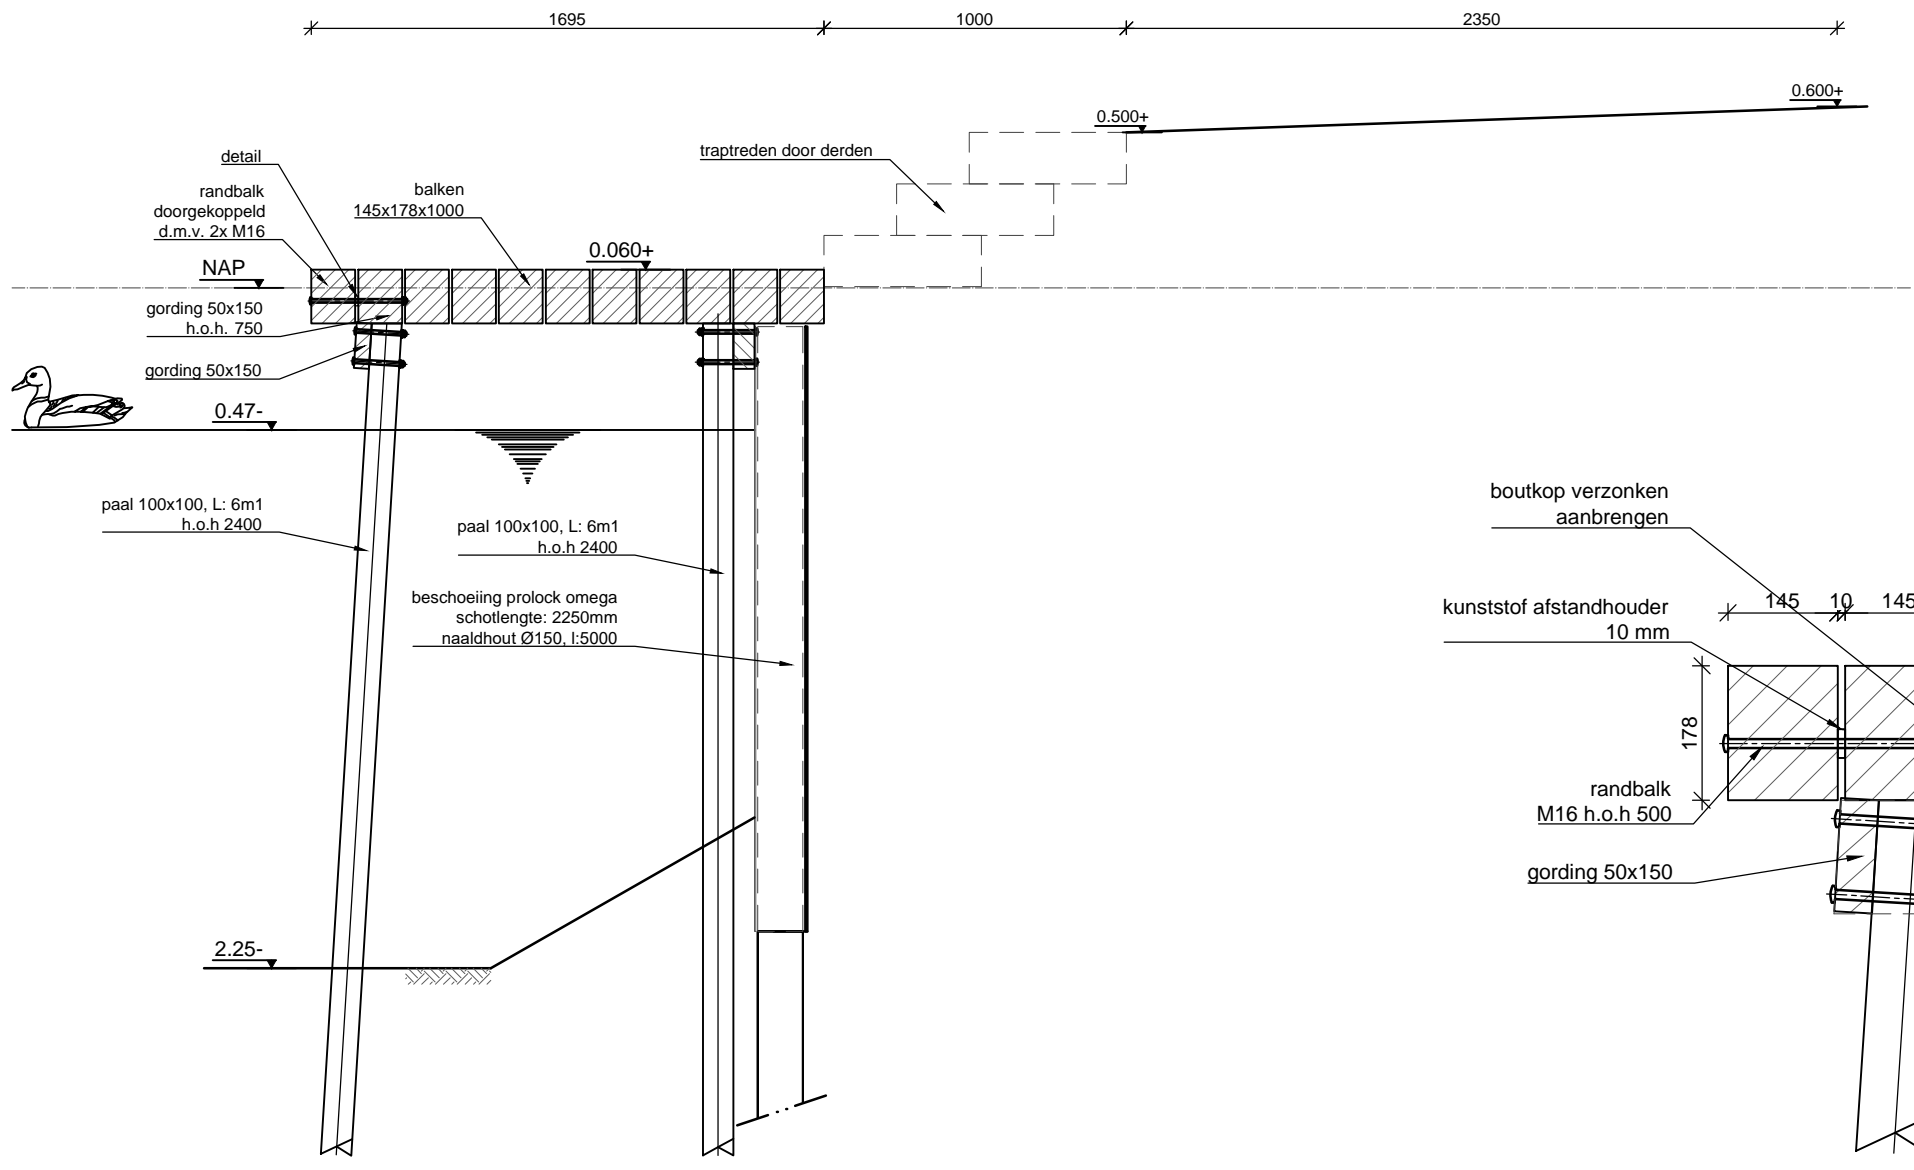 1695
1000
2350
0.600+
0.500+
traptreden door derden
detail
randbalk
doorgekoppeld
d.m.v. 2x M16
balken
145x178x1000
0.060+
NAP
gording 50x150
h.o.h. 750
gording 50x150
0.47-
paal 100x100, L: 6m1
h.o.h 2400
paal 100x100, L: 6m1
h.o.h 2400
beschoeiing prolock omega
schotlengte: 2250mm
naaldhout Ø150, l:5000
2.25-
boutkop verzonken
aanbrengen
kunststof afstandhouder
10 mm
145
10
145
178
randbalk
M16 h.o.h 500
gording 50x150